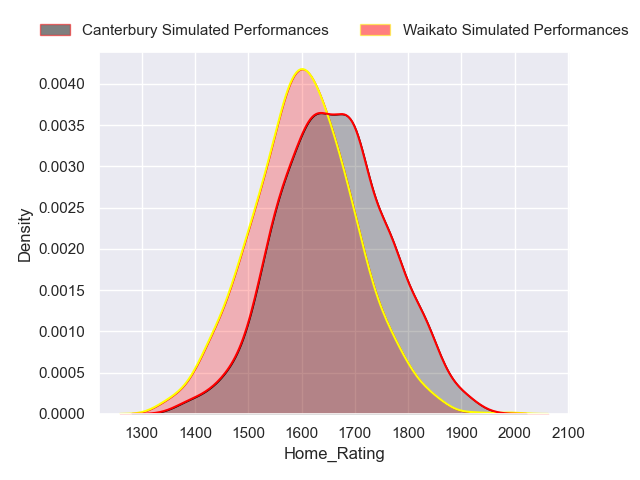 Canterbury Simulated Performances
Waikato Simulated Performances
0.0040
0.0035
0.0030
0.0025
0.0020
0.0015
0.0010
0.0005
0.0000
Density
1300 1400 1500 1600 1700 1800 1900 2000 2100
Home_Rating